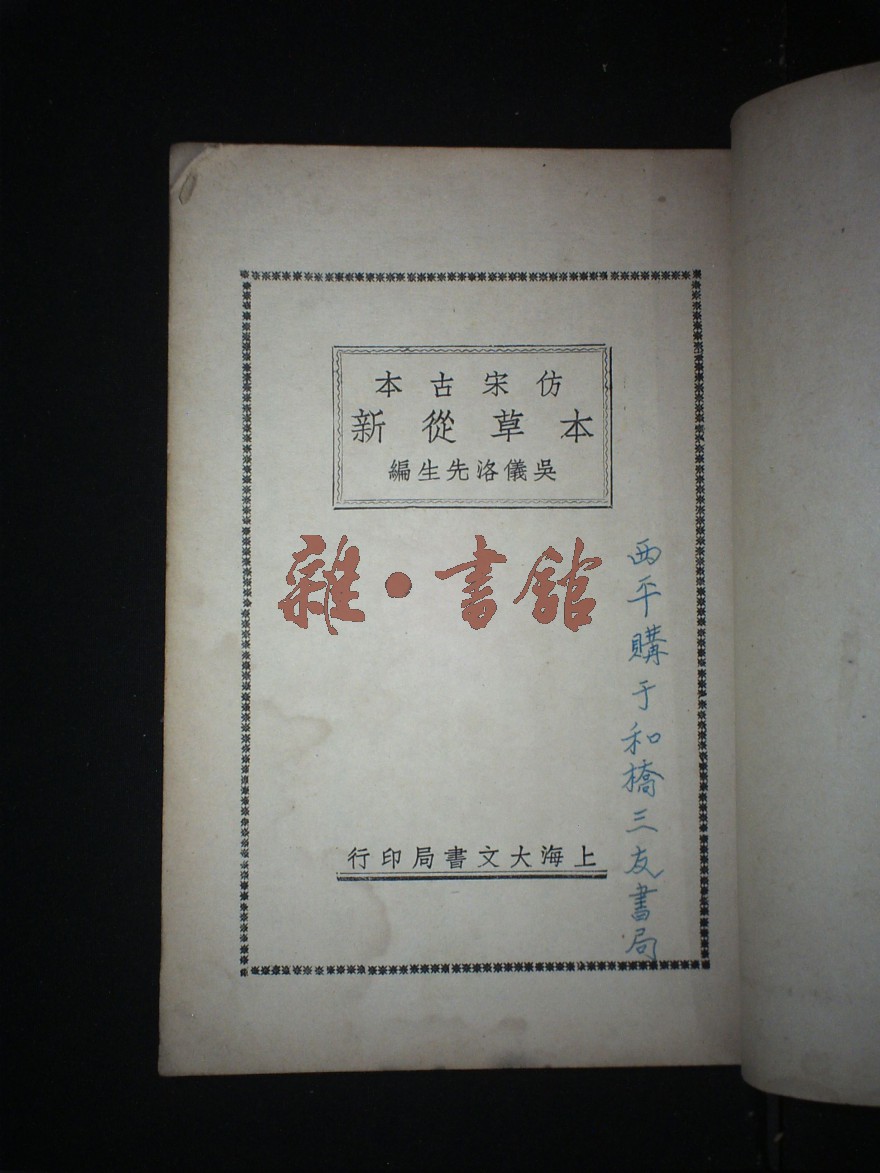 仿宋古本
本草從新
吳儀洛先生編
雜•書館
西平購于和橋三友書局
上海大文書局印行